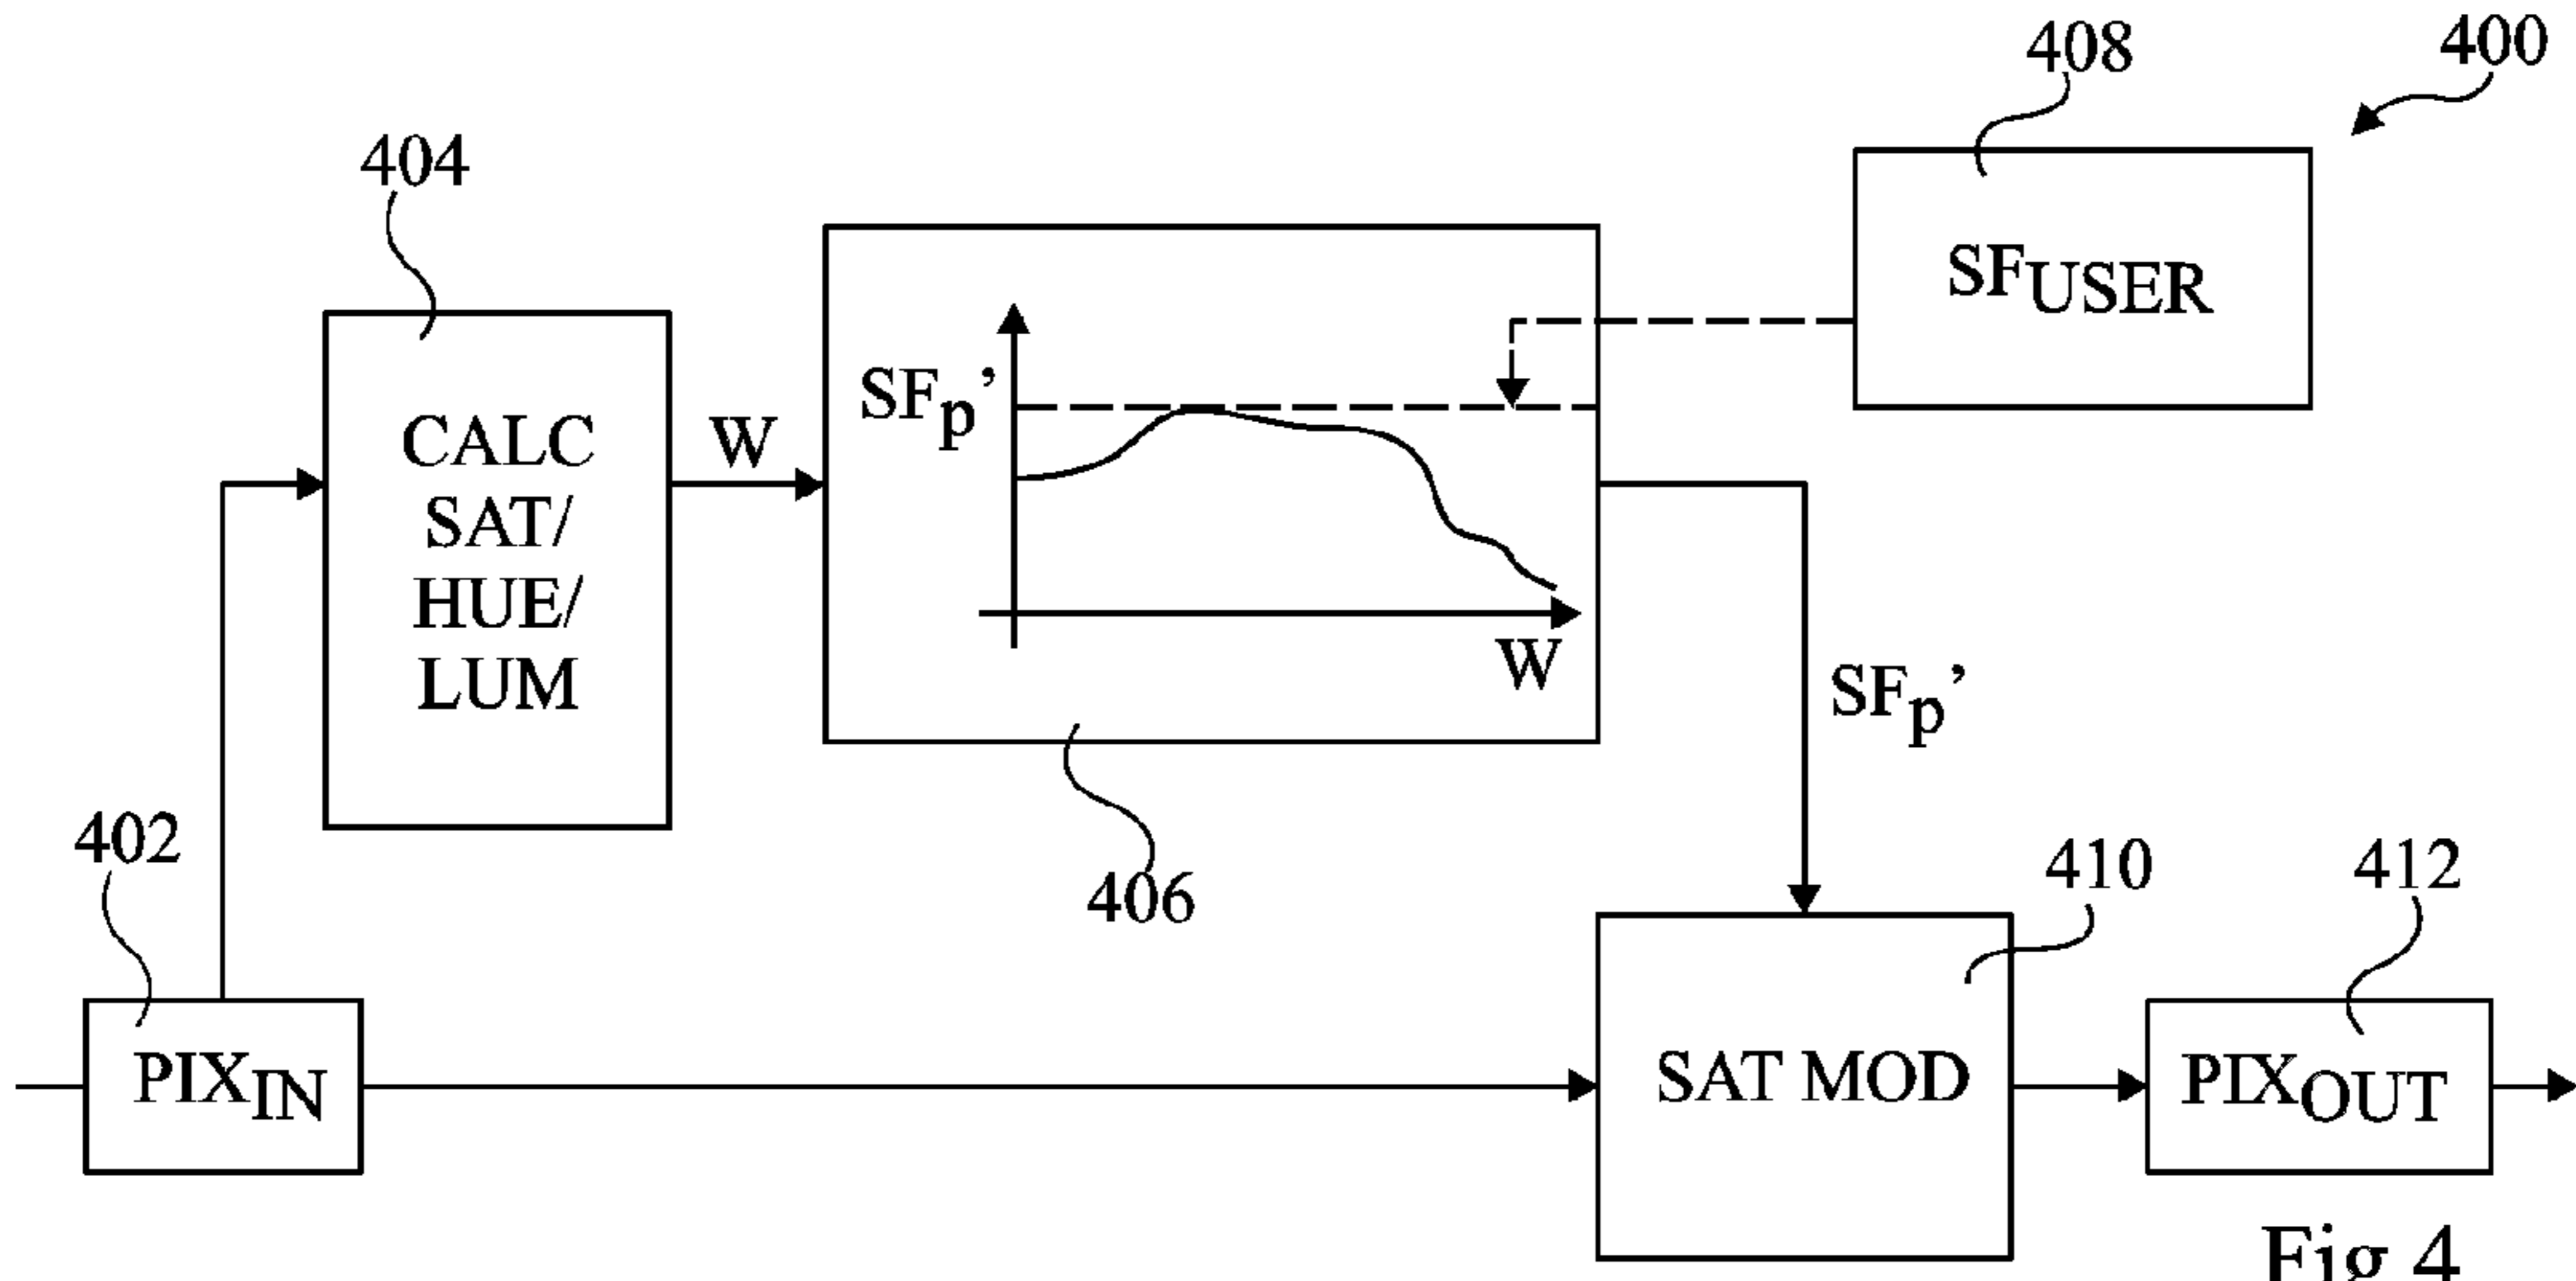 400
408
SFUSER
404
CALC
SAT/
HUE/
LUM
W
SFp’
W
406
SFp’
402
PIXIN
410
SAT MOD
412
PIXOUT
Fig 4